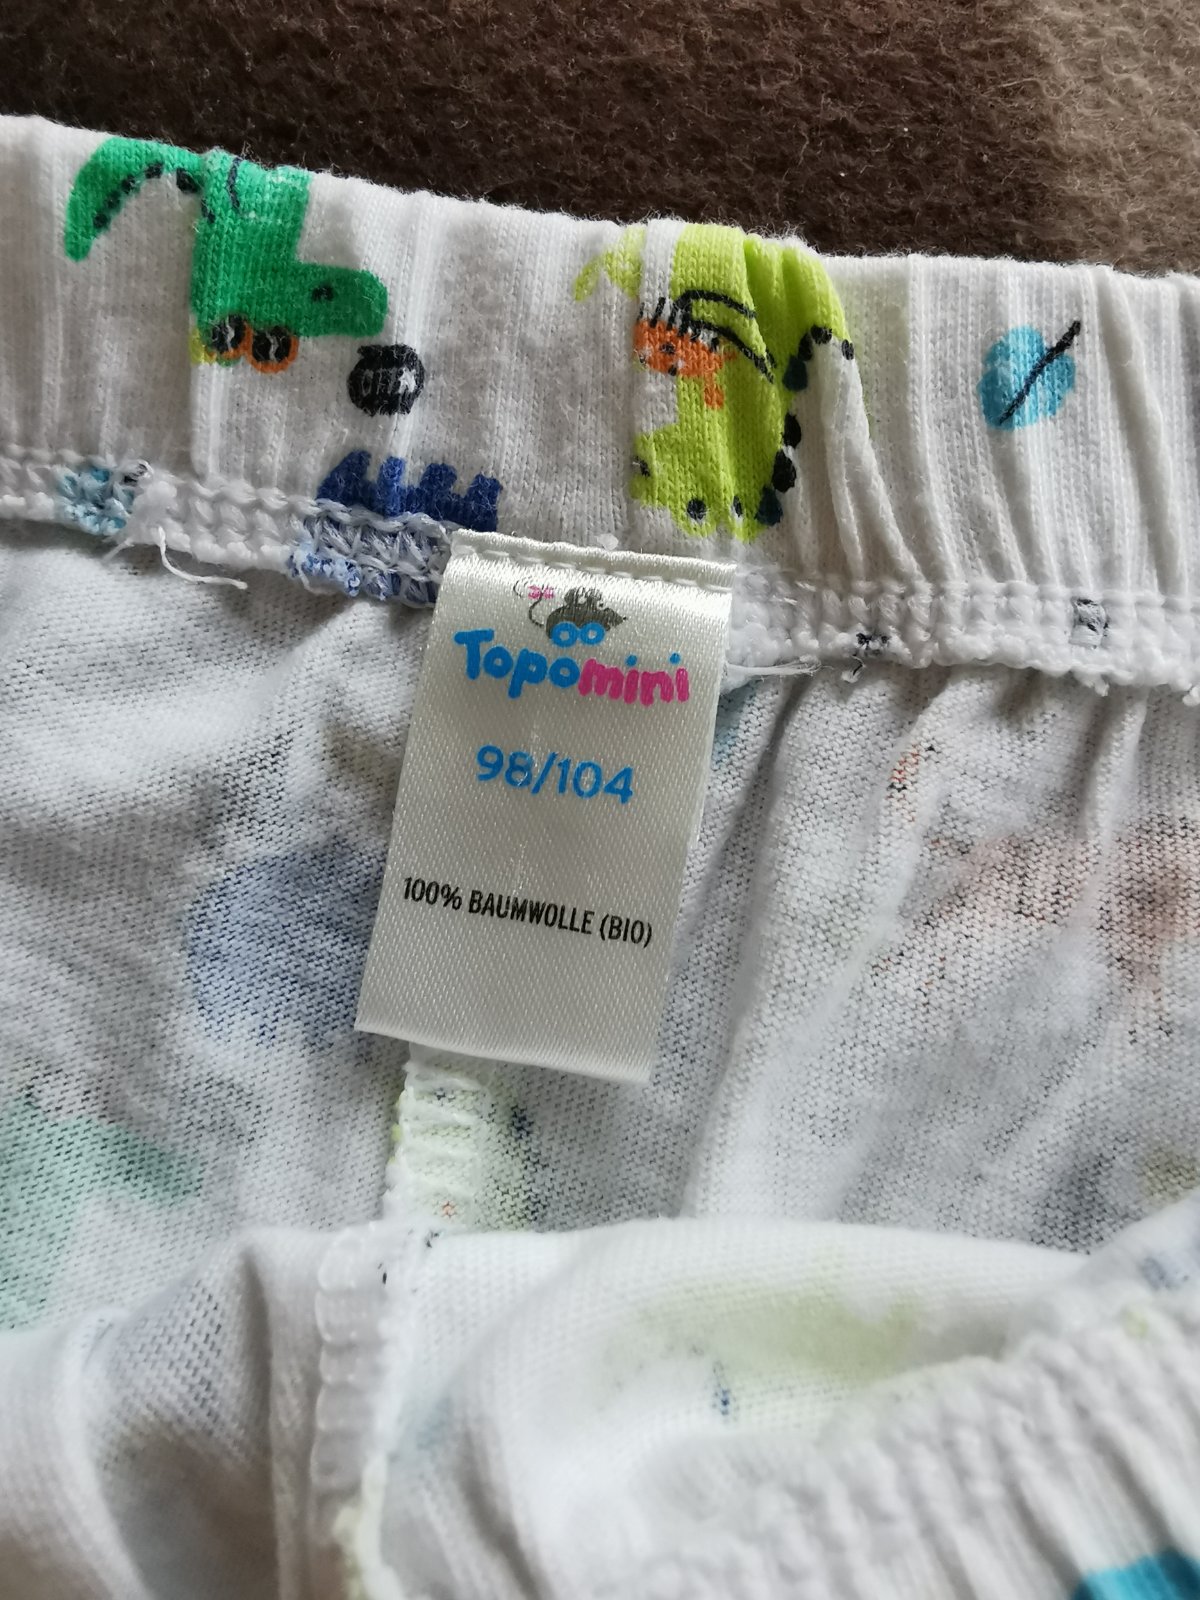 Topomini
98/104
100% BAUMWOLLE (BIO)